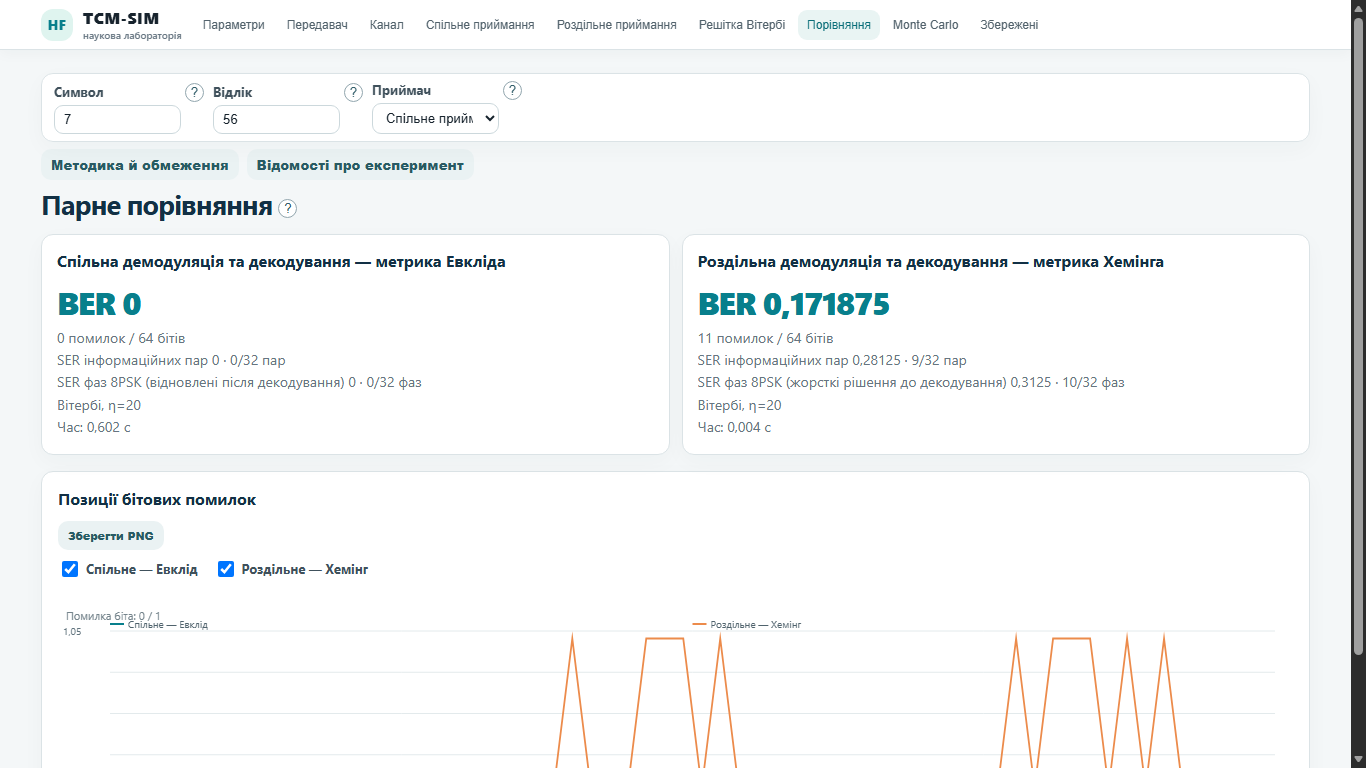 HF
TCM-SIM
наукова лабораторія
Параметри
Передавач
Канал
Спільне приймання
Роздільне приймання
Решітка Вітербі
Порівняння
Monte Carlo
Збережені
Символ ?
7
Відлік ?
56
Приймач ?
Спільне прийм
Методика й обмеження
Відомості про експеримент
Парне порівняння ?
Спільна демодуляція та декодування — метрика Евкліда
BER 0
0 помилок / 64 бітів
SER інформаційних пар 0 · 0/32 пар
SER фаз 8PSK (відновлені після декодування) 0 · 0/32 фаз
Вітербі, η=20
Час: 0,602 с
Роздільна демодуляція та декодування — метрика Хемінга
BER 0,171875
11 помилок / 64 бітів
SER інформаційних пар 0,28125 · 9/32 пар
SER фаз 8PSK (жорсткі рішення до декодування) 0,3125 · 10/32 фаз
Вітербі, η=20
Час: 0,004 с
Позиції бітових помилок
Зберегти PNG
Спільне — Евклід
Роздільне — Хемінг
Помилка біта: 0 / 1
Спільне — Евклід
Роздільне — Хемінг
1,05